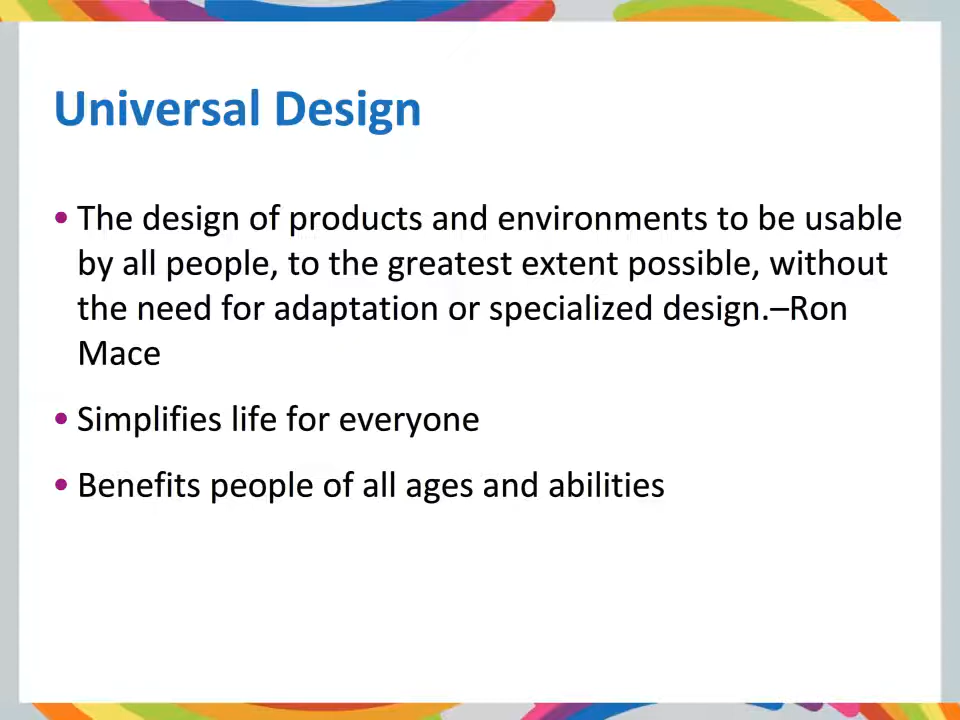 Universal Design
• The design of products and environments to be usable
by all people, to the greatest extent possible, without
the need for adaptation or specialized design.–Ron
Mace
• Simplifies life for everyone
• Benefits people of all ages and abilities